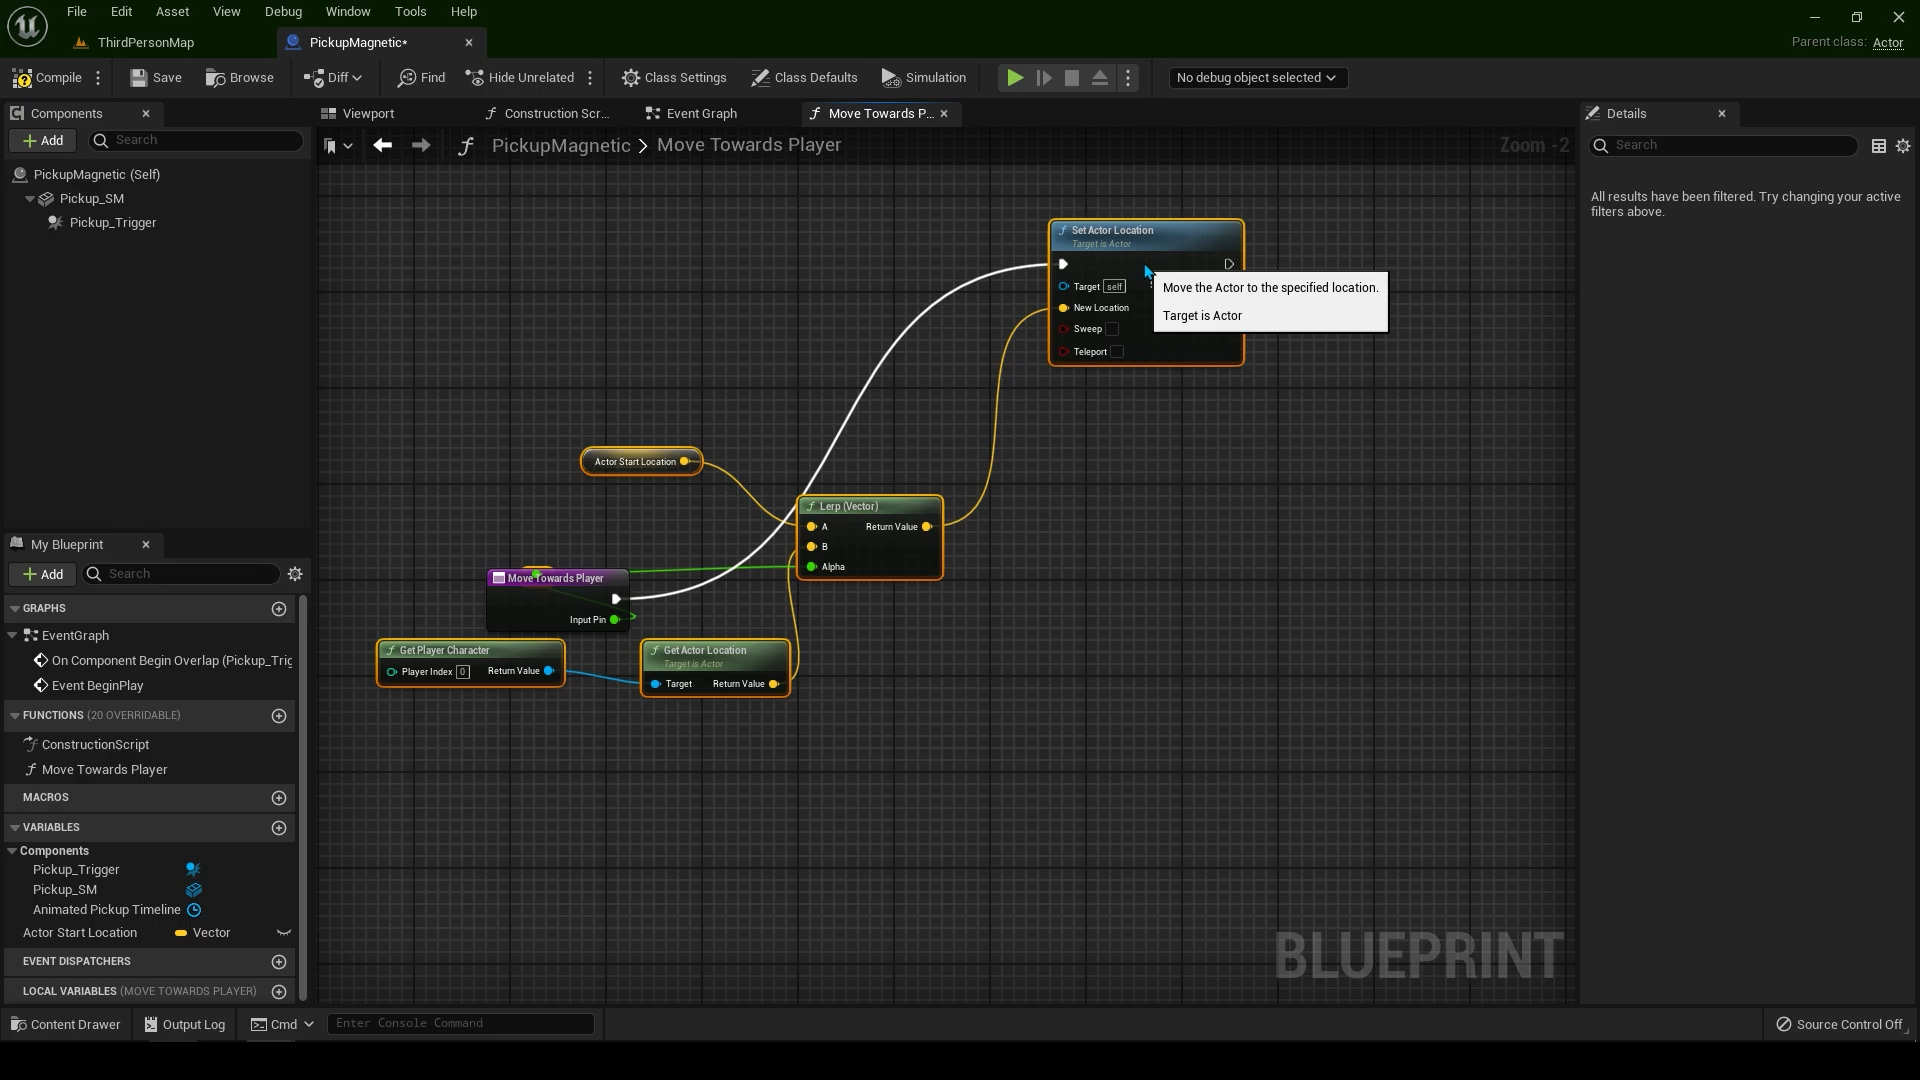 File Edit Asset View Debug Window Tools Help
ThirdPersonMap
PickupMagnetic*
Parent class: Actor
Compile
Save
Browse
Diff
Find
Hide Unrelated
Class Settings
Class Defaults
Simulation
No debug object selected
Components
Viewport
Construction Scr...
Event Graph
Move Towards P...
Details
Add
Search
PickupMagnetic > Move Towards Player
Zoom -2
Search
PickupMagnetic (Self)
Pickup_SM
Pickup_Trigger
All results have been filtered. Try changing your active
filters above.
Set Actor Location
Target is Actor
Target self
New Location
Sweep
Teleport
Move the Actor to the specified location.
Target is Actor
Actor Start Location
Lerp (Vector)
A Return Value
B
Alpha
Move Towards Player
Input Pin
Get Player Character
Player Index 0 Return Value
Get Actor Location
Target is Actor
Target Return Value
My Blueprint
Add
Search
GRAPHS
EventGraph
On Component Begin Overlap (Pickup_Trig
Event BeginPlay
FUNCTIONS (20 OVERRIDABLE)
ConstructionScript
Move Towards Player
MACROS
VARIABLES
Components
Pickup_Trigger
Pickup_SM
Animated Pickup Timeline
Actor Start Location Vector
EVENT DISPATCHERS
LOCAL VARIABLES (MOVE TOWARDS PLAYER)
BLUEPRINT
Content Drawer
Output Log
Cmd
Enter Console Command
Source Control Off